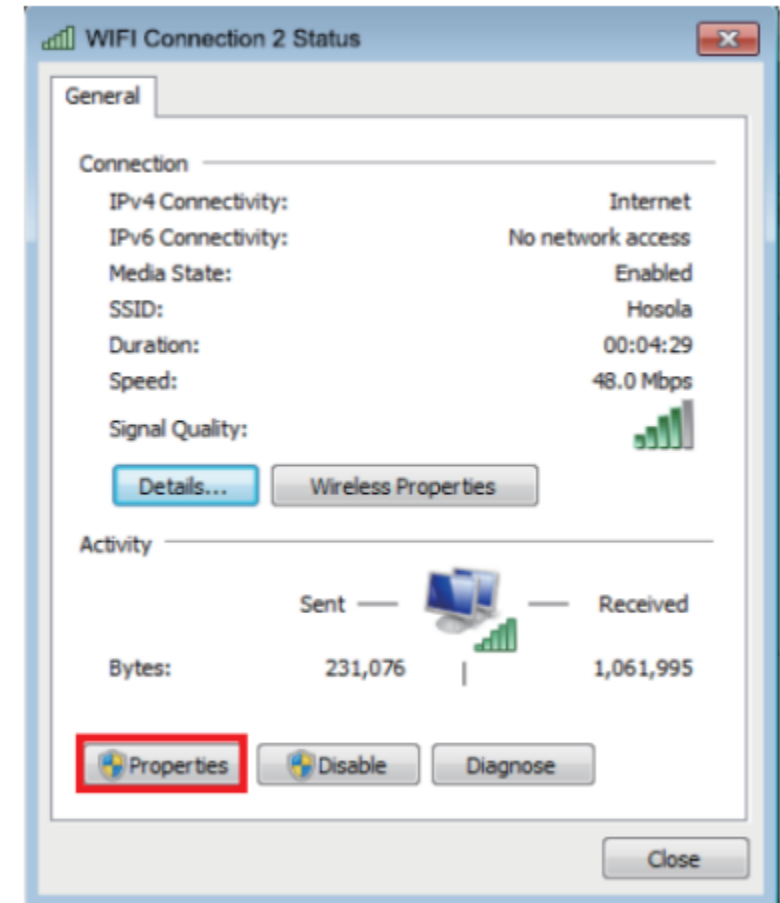 WIFI Connection 2 Status
General
Connection
IPv4 Connectivity: Internet
IPv6 Connectivity: No network access
Media State: Enabled
SSID: Hosola
Duration: 00:04:29
Speed: 48.0 Mbps
Signal Quality:
Details... Wireless Properties
Activity
Sent — — Received
Bytes: 231,076 | 1,061,995
Properties Disable Diagnose
Close